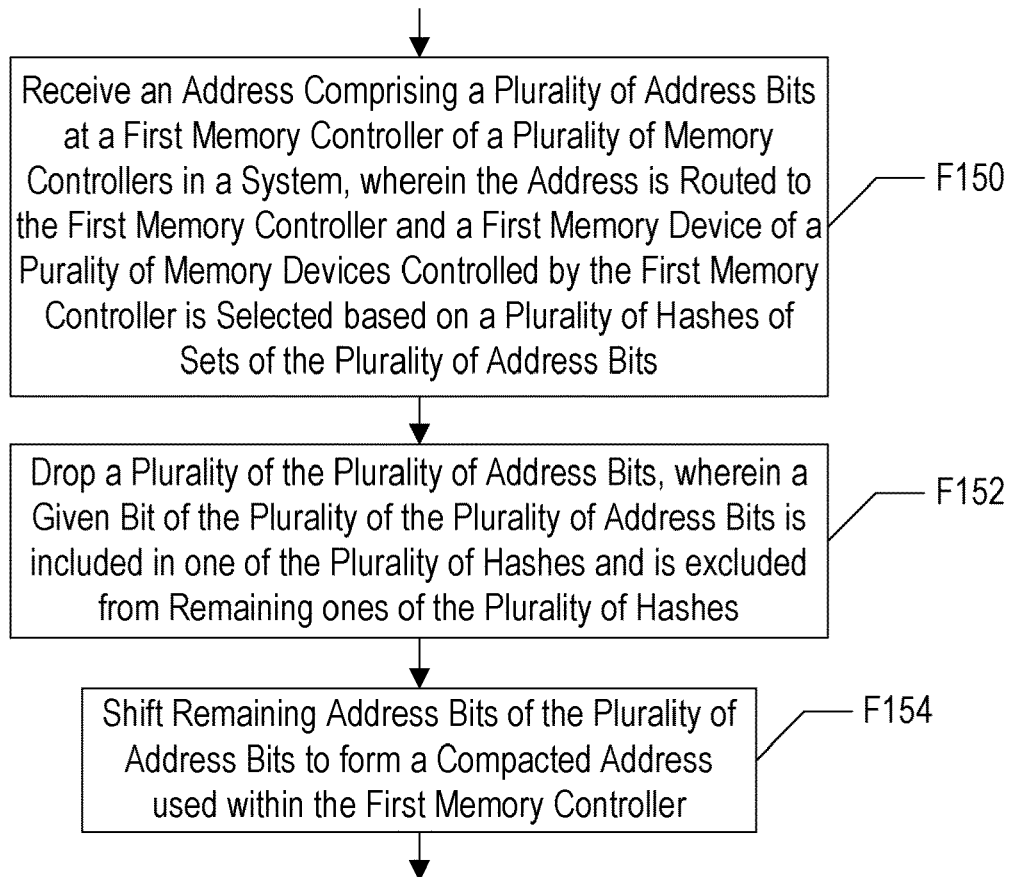 Receive an Address Comprising a Plurality of Address Bits
at a First Memory Controller of a Plurality of Memory
Controllers in a System, wherein the Address is Routed to
the First Memory Controller and a First Memory Device of a
Purality of Memory Devices Controlled by the First Memory
Controller is Selected based on a Plurality of Hashes of
Sets of the Plurality of Address Bits
F150
Drop a Plurality of the Plurality of Address Bits, wherein a
Given Bit of the Plurality of the Plurality of Address Bits is
included in one of the Plurality of Hashes and is excluded
from Remaining ones of the Plurality of Hashes
F152
Shift Remaining Address Bits of the Plurality of
Address Bits to form a Compacted Address
used within the First Memory Controller
F154